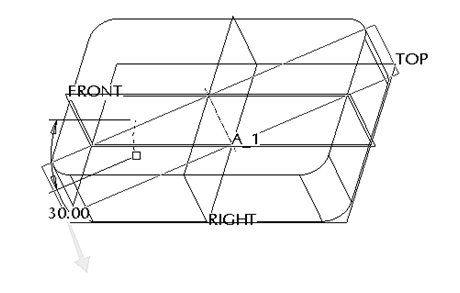 TOP
FRONT
A_1
30.00
RIGHT